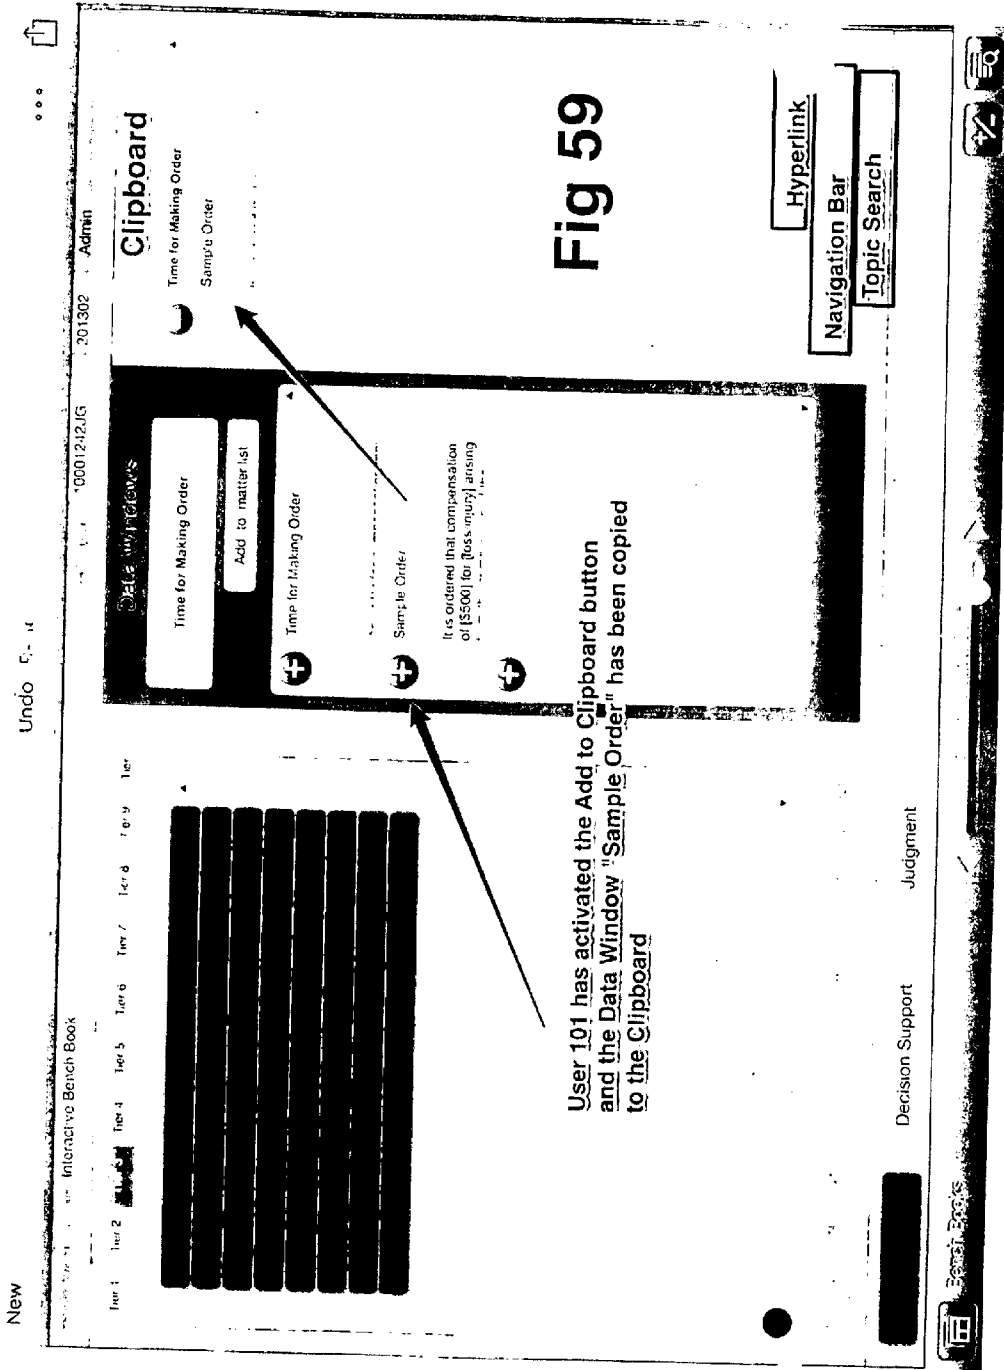 New
Undo
Interactive Bench Book
10001242JG
201302
Admin
Tier 1
Tier 2
Tier 4
Tier 5
Tier 6
Tier 7
Tier 8
Tier 9
Tier
Data Windows
Time for Making Order
Add to matter list
Time for Making Order
Sample Order
It is ordered that compensation
of [$500] for [loss injury] arising
Clipboard
Time for Making Order
Sample Order
User 101 has activated the Add to Clipboard button
and the Data Window "Sample Order" has been copied
to the Clipboard
Fig 59
Hyperlink
Navigation Bar
Topic Search
Decision Support
Judgment
Bench Books